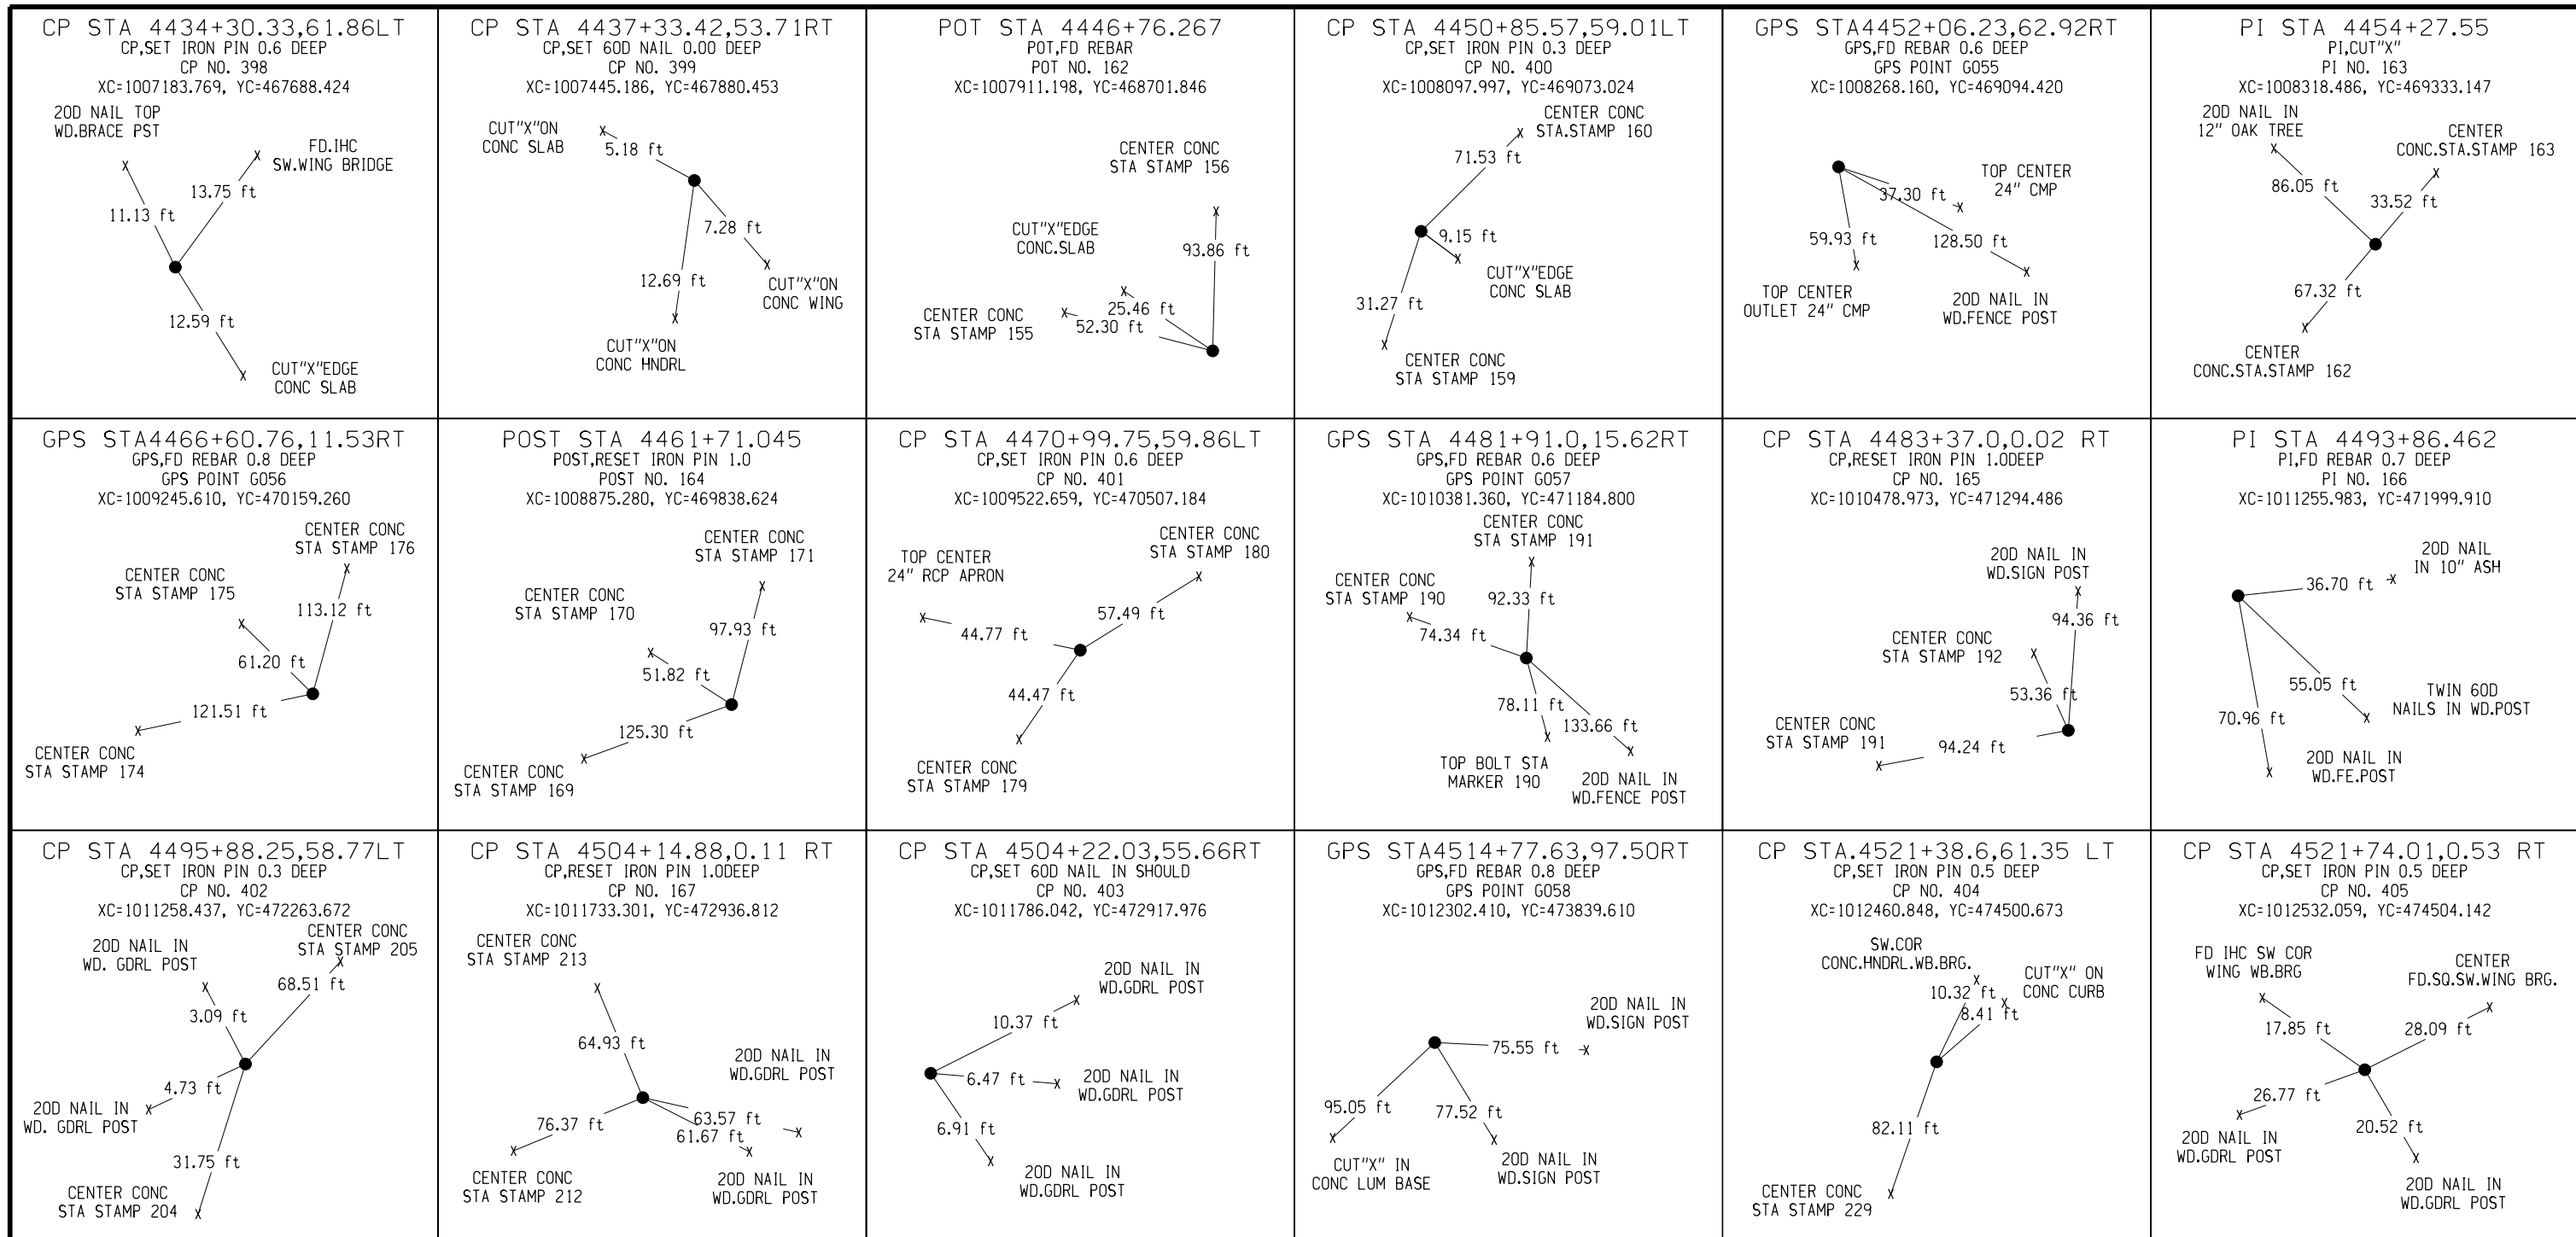 CP STA 4434+30.33,61.86LT
CP,SET IRON PIN 0.6 DEEP
CP NO. 398
XC=1007183.769, YC=467688.424
20D NAIL TOP
WD.BRACE PST
FD.IHC
SW.WING BRIDGE
13.75 ft
11.13 ft
12.59 ft
CUT"X"EDGE
CONC SLAB
CP STA 4437+33.42,53.71RT
CP,SET 60D NAIL 0.00 DEEP
CP NO. 399
XC=1007445.186, YC=467880.453
CUT"X"ON
CONC SLAB
5.18 ft
7.28 ft
12.69 ft
CUT"X"ON
CONC WING
CUT"X"ON
CONC HNDRL
POT STA 4446+76.267
POT,FD REBAR
POT NO. 162
XC=1007911.198, YC=468701.846
CENTER CONC
STA STAMP 156
CUT"X"EDGE
CONC.SLAB
93.86 ft
25.46 ft
CENTER CONC
STA STAMP 155
52.30 ft
CP STA 4450+85.57,59.01LT
CP,SET IRON PIN 0.3 DEEP
CP NO. 400
XC=1008097.997, YC=469073.024
CENTER CONC
STA.STAMP 160
71.53 ft
9.15 ft
CUT"X"EDGE
CONC SLAB
31.27 ft
CENTER CONC
STA STAMP 159
GPS STA4452+06.23,62.92RT
GPS,FD REBAR 0.6 DEEP
GPS POINT G055
XC=1008268.160, YC=469094.420
TOP CENTER
24" CMP
37.30 ft
59.93 ft
128.50 ft
TOP CENTER
OUTLET 24" CMP
20D NAIL IN
WD.FENCE POST
PI STA 4454+27.55
PI,CUT"X"
PI NO. 163
XC=1008318.486, YC=469333.147
20D NAIL IN
12" OAK TREE
CENTER
CONC.STA.STAMP 163
86.05 ft
33.52 ft
67.32 ft
CENTER
CONC.STA.STAMP 162
GPS STA4466+60.76,11.53RT
GPS,FD REBAR 0.8 DEEP
GPS POINT G056
XC=1009245.610, YC=470159.260
CENTER CONC
STA STAMP 176
CENTER CONC
STA STAMP 175
113.12 ft
61.20 ft
121.51 ft
CENTER CONC
STA STAMP 174
POST STA 4461+71.045
POST,RESET IRON PIN 1.0
POST NO. 164
XC=1008875.280, YC=469838.624
CENTER CONC
STA STAMP 171
CENTER CONC
STA STAMP 170
97.93 ft
51.82 ft
125.30 ft
CENTER CONC
STA STAMP 169
CP STA 4470+99.75,59.86LT
CP,SET IRON PIN 0.6 DEEP
CP NO. 401
XC=1009522.659, YC=470507.184
CENTER CONC
STA STAMP 180
TOP CENTER
24" RCP APRON
57.49 ft
44.77 ft
44.47 ft
CENTER CONC
STA STAMP 179
GPS STA 4481+91.0,15.62RT
GPS,FD REBAR 0.6 DEEP
GPS POINT G057
XC=1010381.360, YC=471184.800
CENTER CONC
STA STAMP 191
CENTER CONC
STA STAMP 190
92.33 ft
74.34 ft
78.11 ft
133.66 ft
TOP BOLT STA
MARKER 190
20D NAIL IN
WD.FENCE POST
CP STA 4483+37.0,0.02 RT
CP,RESET IRON PIN 1.0DEEP
CP NO. 165
XC=1010478.973, YC=471294.486
20D NAIL IN
WD.SIGN POST
94.36 ft
CENTER CONC
STA STAMP 192
53.36 ft
CENTER CONC
STA STAMP 191
94.24 ft
PI STA 4493+86.462
PI,FD REBAR 0.7 DEEP
PI NO. 166
XC=1011255.983, YC=471999.910
20D NAIL
IN 10" ASH
36.70 ft
55.05 ft
TWIN 60D
NAILS IN WD.POST
70.96 ft
20D NAIL IN
WD.FE.POST
CP STA 4495+88.25,58.77LT
CP,SET IRON PIN 0.3 DEEP
CP NO. 402
XC=1011258.437, YC=472263.672
CENTER CONC
STA STAMP 205
20D NAIL IN
WD. GDRL POST
68.51 ft
3.09 ft
4.73 ft
20D NAIL IN
WD. GDRL POST
31.75 ft
CENTER CONC
STA STAMP 204
CP STA 4504+14.88,0.11 RT
CP,RESET IRON PIN 1.0DEEP
CP NO. 167
XC=1011733.301, YC=472936.812
CENTER CONC
STA STAMP 213
64.93 ft
20D NAIL IN
WD.GDRL POST
76.37 ft
63.57 ft
61.67 ft
CENTER CONC
STA STAMP 212
20D NAIL IN
WD.GDRL POST
CP STA 4504+22.03,55.66RT
CP,SET 60D NAIL IN SHOULD
CP NO. 403
XC=1011786.042, YC=472917.976
20D NAIL IN
WD.GDRL POST
10.37 ft
6.47 ft
20D NAIL IN
WD.GDRL POST
6.91 ft
20D NAIL IN
WD.GDRL POST
GPS STA4514+77.63,97.50RT
GPS,FD REBAR 0.8 DEEP
GPS POINT G058
XC=1012302.410, YC=473839.610
20D NAIL IN
WD.SIGN POST
75.55 ft
95.05 ft
77.52 ft
CUT"X" IN
CONC LUM BASE
20D NAIL IN
WD.SIGN POST
CP STA.4521+38.6,61.35 LT
CP,SET IRON PIN 0.5 DEEP
CP NO. 404
XC=1012460.848, YC=474500.673
SW.COR
CONC.HNDRL.WB.BRG.
CUT"X" ON
CONC CURB
10.32 ft
8.41 ft
82.11 ft
CENTER CONC
STA STAMP 229
CP STA 4521+74.01,0.53 RT
CP,SET IRON PIN 0.5 DEEP
CP NO. 405
XC=1012532.059, YC=474504.142
FD IHC SW COR
WING WB.BRG
CENTER
FD.SQ.SW.WING BRG.
17.85 ft
28.09 ft
26.77 ft
20.52 ft
20D NAIL IN
WD.GDRL POST
20D NAIL IN
WD.GDRL POST